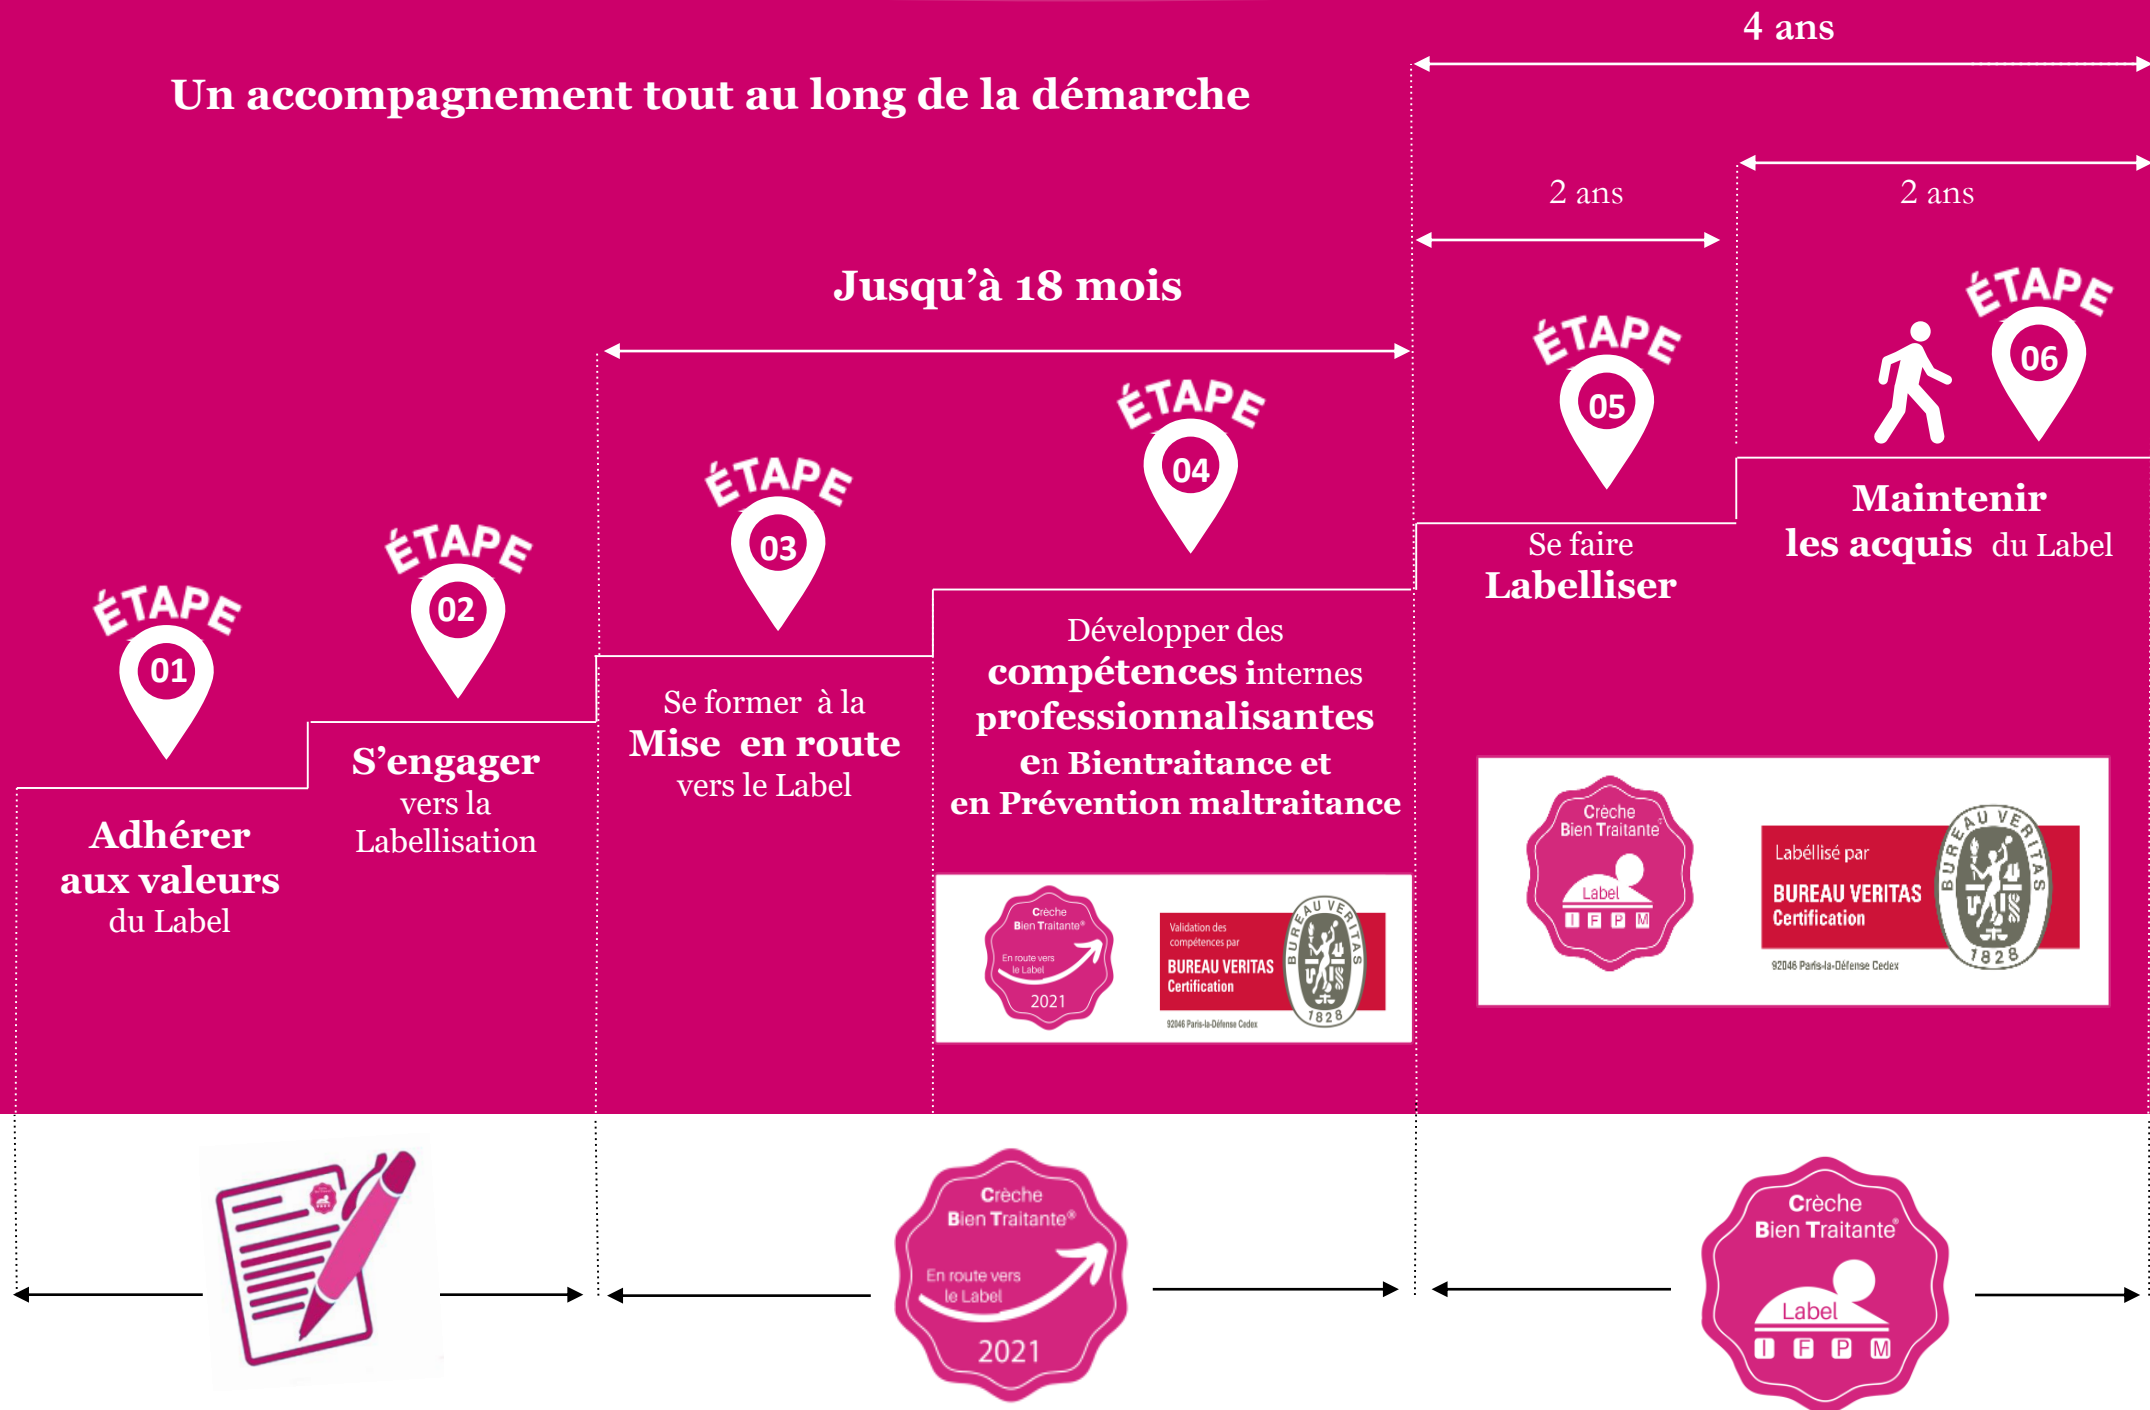 4 ans
Un accompagnement tout au long de la démarche
2 ans
2 ans
Jusqu'à 18 mois
ÉTAPE
01
Adhérer
aux valeurs
du Label
ÉTAPE
02
S'engager
vers la
Labellisation
ÉTAPE
03
Se former à la
Mise en route
vers le Label
ÉTAPE
04
Développer des
compétences internes
professionnalisantes
en Bientraitance et
en Prévention maltraitance
Crèche
Bien Traitante®
En route vers
le Label
2021
Validation des
compétences par
BUREAU VERITAS
Certification
92046 Paris-la-Défense Cedex
BUREAU VERITAS
1828
ÉTAPE
05
Se faire
Labelliser
ÉTAPE
06
Maintenir
les acquis du Label
Crèche
Bien Traitante®
Label
I F P M
Labéllisé par
BUREAU VERITAS
Certification
92046 Paris-la-Défense Cedex
BUREAU VERITAS
1828
Crèche
Bien Traitante®
En route vers
le Label
2021
Crèche
Bien Traitante®
Label
I F P M